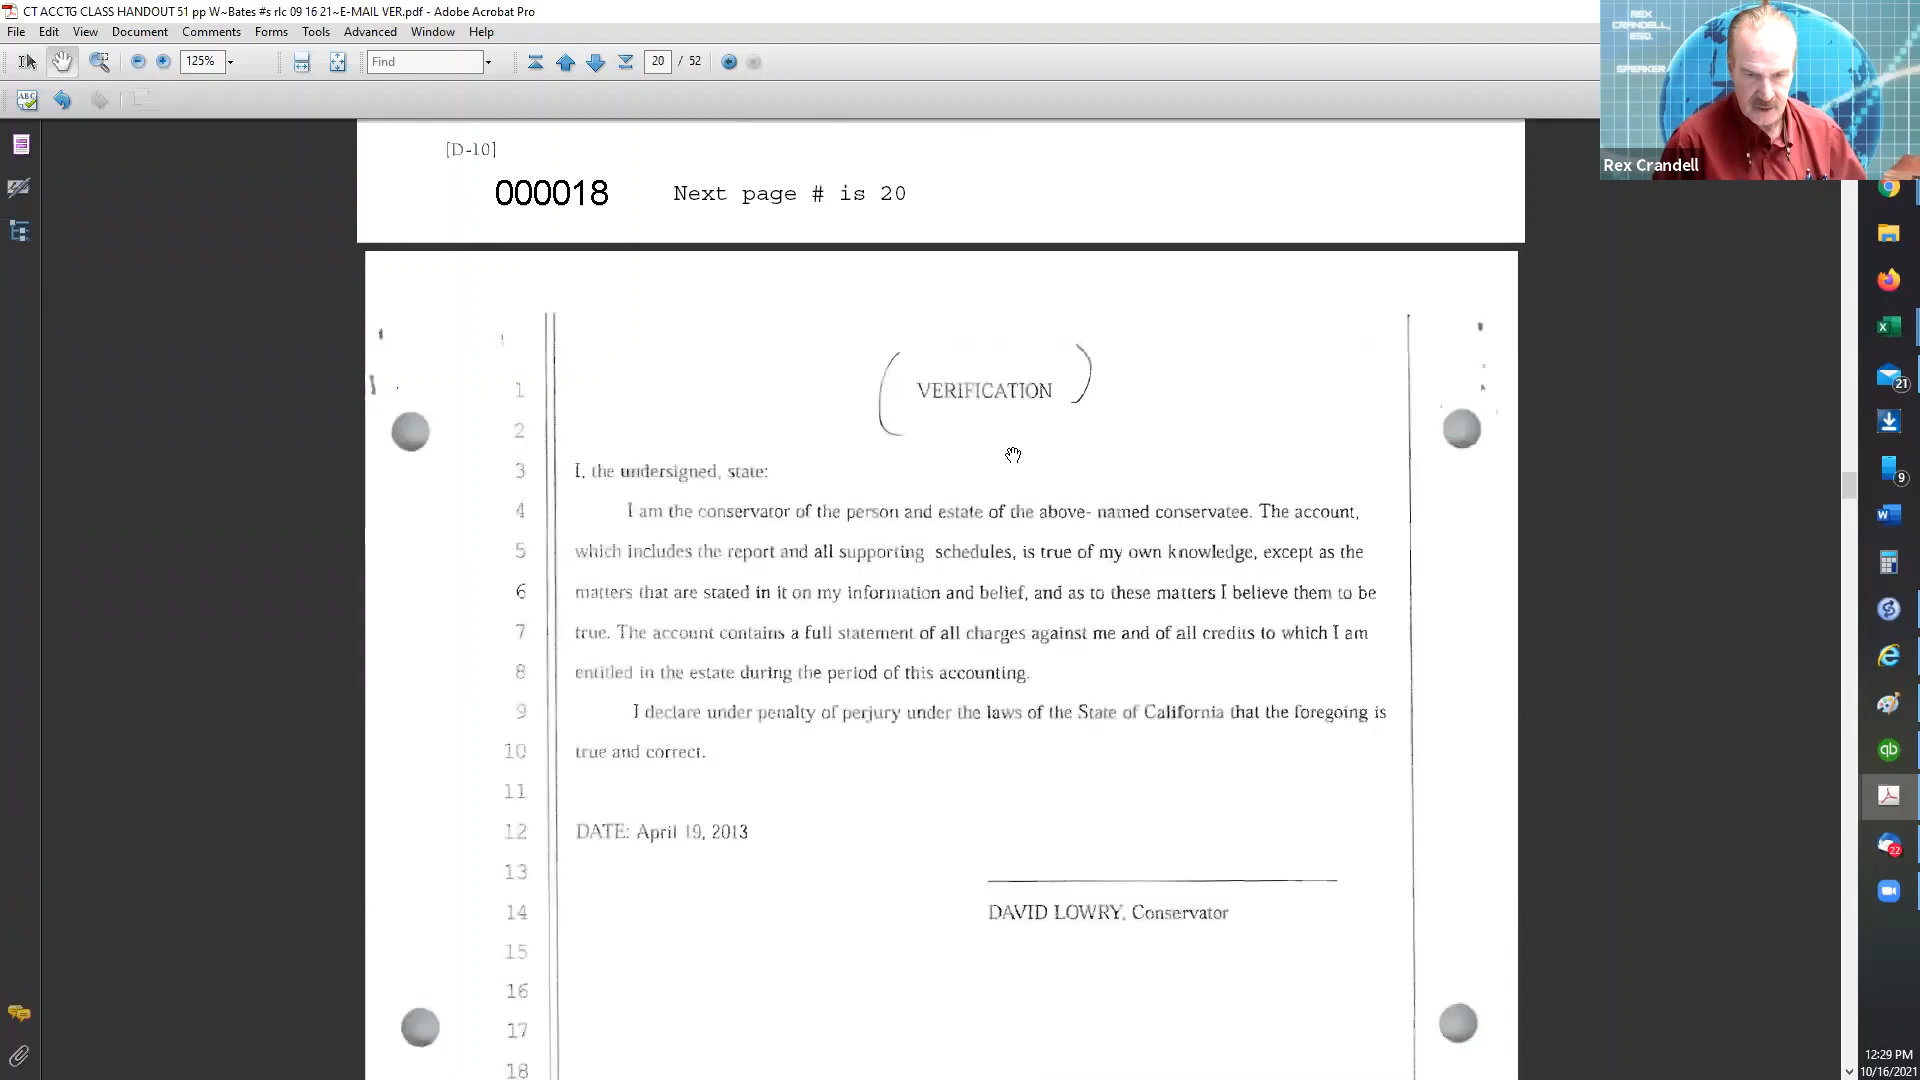 CT ACCTG CLASS HANDOUT 51 pp W~Bates #s rlc 09 16 21~E-MAIL VER.pdf - Adobe Acrobat Pro
File Edit View Document Comments Forms Tools Advanced Window Help
125% Find 20 / 52
ABC
REX
CRANDELL,
ESQ.
SPEAKER
Rex Crandell
[D-10]
000018 Next page # is 20
1 VERIFICATION
2
3 I, the undersigned, state:
4 I am the conservator of the person and estate of the above- named conservatee. The account,
5 which includes the report and all supporting schedules, is true of my own knowledge, except as the
6 matters that are stated in it on my information and belief, and as to these matters I believe them to be
7 true. The account contains a full statement of all charges against me and of all credits to which I am
8 entitled in the estate during the period of this accounting.
9 I declare under penalty of perjury under the laws of the State of California that the foregoing is
10 true and correct.
11
12 DATE: April 19, 2013
13
14 DAVID LOWRY, Conservator
15
16
17
18
21
9
qb
22
12:29 PM
10/16/2021